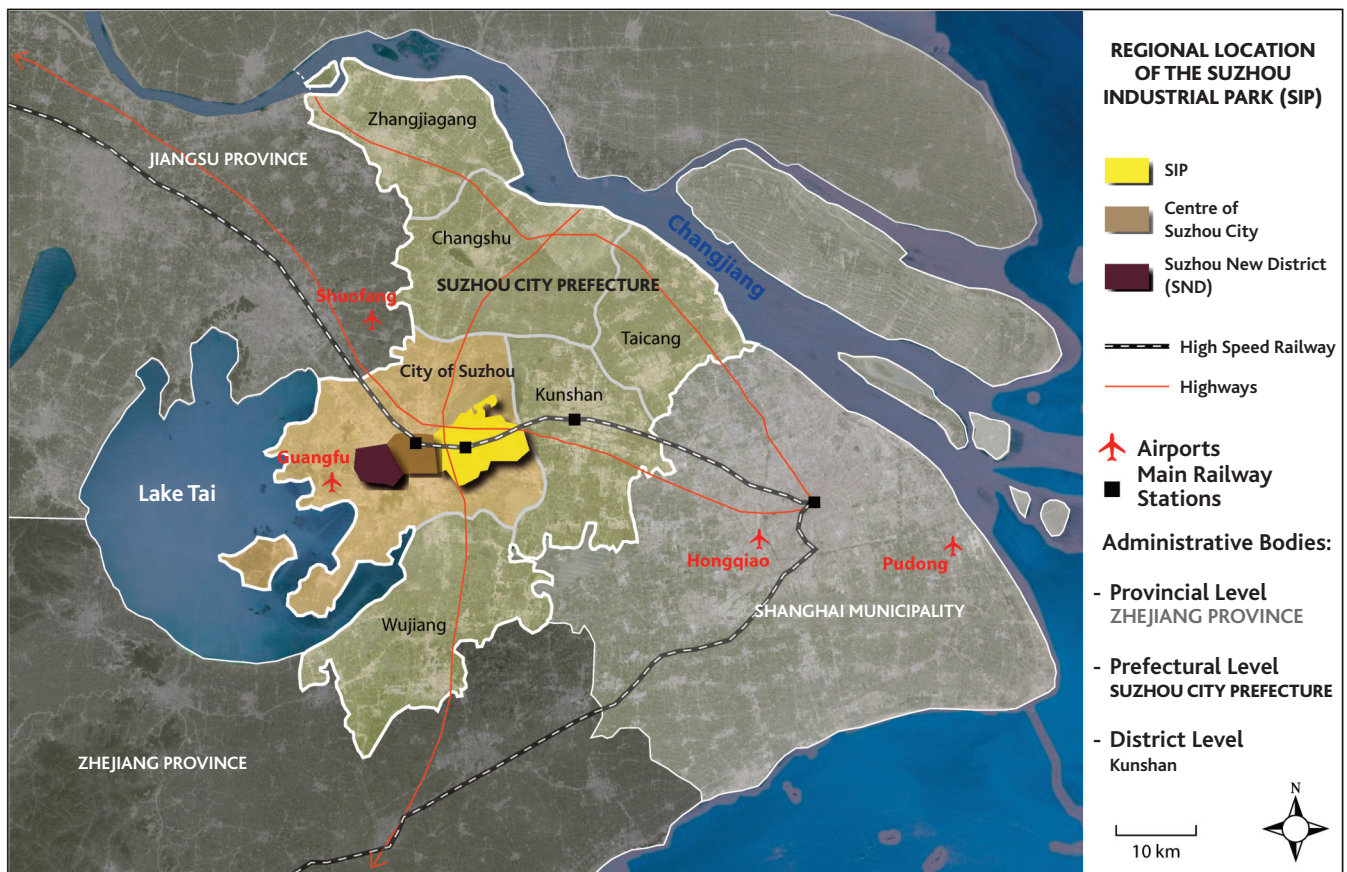 Zhangjiagang
JIANGSU PROVINCE
Changshu
Changjiang
SUZHOU CITY PREFECTURE
Shuofang
Taicang
City of Suzhou
Kunshan
Guangfu
Lake Tai
Hongqiao
Pudong
SHANGHAI MUNICIPALITY
Wujiang
ZHEJIANG PROVINCE
REGIONAL LOCATION
OF THE SUZHOU
INDUSTRIAL PARK (SIP)
SIP
Centre of
Suzhou City
Suzhou New District
(SND)
High Speed Railway
Highways
Airports
Main Railway
Stations
Administrative Bodies:
- Provincial Level
ZHEJIANG PROVINCE
- Prefectural Level
SUZHOU CITY PREFECTURE
- District Level
Kunshan
N
10 km